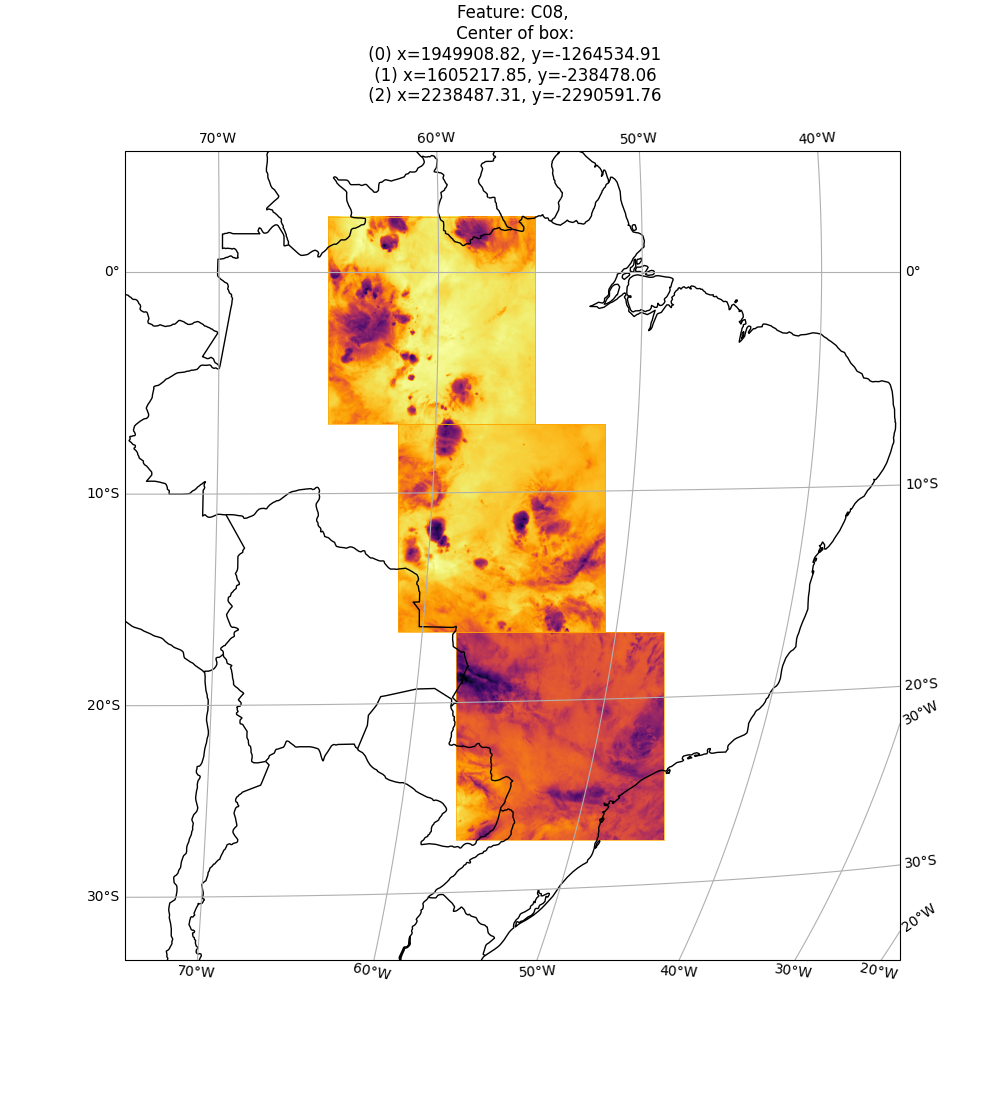 Feature: C08,
Center of box:
(0) x=1949908.82, y=-1264534.91
(1) x=1605217.85, y=-238478.06
(2) x=2238487.31, y=-2290591.76
70°W 60°W 50°W 40°W
0° 0°
10°S 10°S
20°S 20°S
30°W
30°S 30°S
20°W
70°W 60°W 50°W 40°W 30°W 20°W